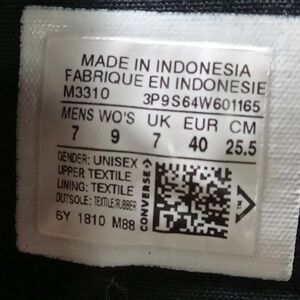 MADE IN INDONESIA
FABRIQUE EN INDONESIE
M3310 3P9S64W601165
MENS WO'S UK EUR CM
7 9 7 40 25.5
GENDER: UNISEX
UPPER TEXTILE
LINING: TEXTILE
OUTSOLE: TEXTILE/RUBBER
6Y 1810 M88
CONVERSE